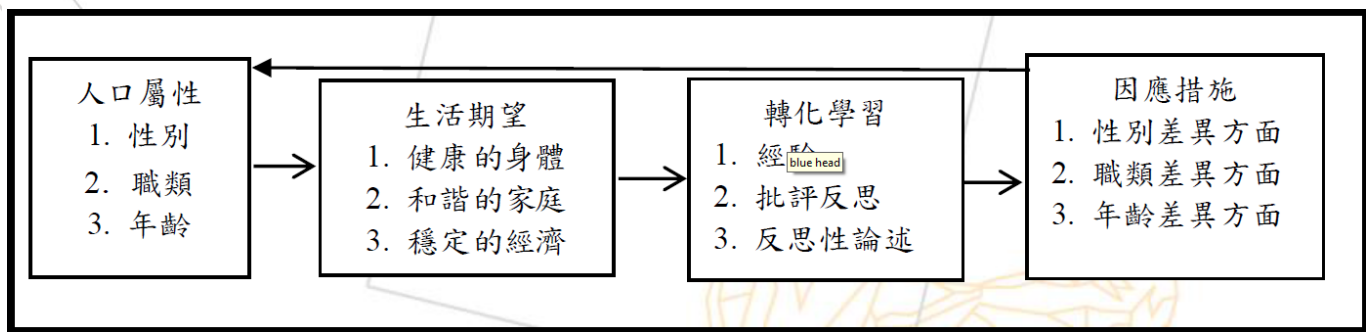 人口屬性
1. 性別
2. 職類
3. 年齡
生活期望
1. 健康的身體
2. 和諧的家庭
3. 穩定的經濟
轉化學習
1. 經驗
blue head
2. 批評反思
3. 反思性論述
因應措施
1. 性別差異方面
2. 職類差異方面
3. 年齡差異方面